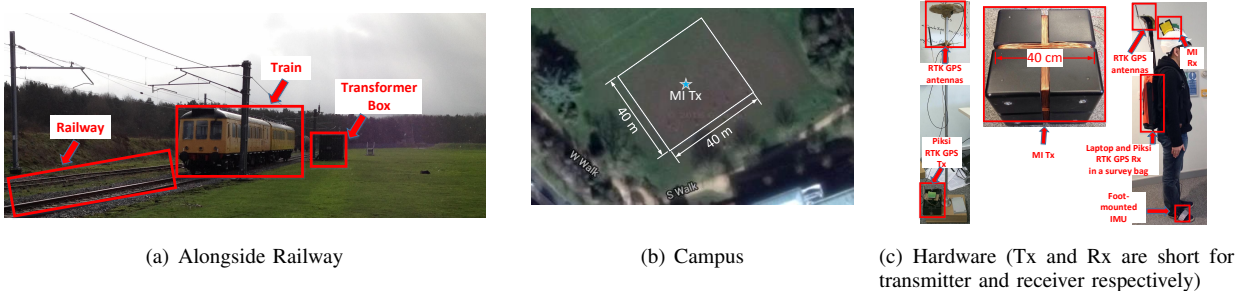 Train
Transformer
Box
Railway
(a) Alongside Railway
MI Tx
40 m
40 m
W Walk
S Walk
(b) Campus
RTK GPS
antennas
Piksi
RTK GPS
Tx
40 cm
MI Tx
RTK GPS
antennas
MI
Rx
Laptop and Piksi
RTK GPS Rx
in a survey bag
Foot-
mounted
IMU
(c) Hardware (Tx and Rx are short for
transmitter and receiver respectively)